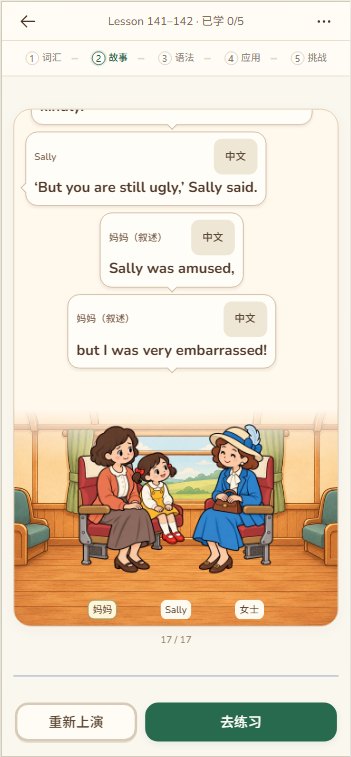 Lesson 141–142 · 已学 0/5
1 词汇
2 故事
3 语法
4 应用
5 挑战
kindly.
Sally
中文
‘But you are still ugly,’ Sally said.
妈妈（叙述）
中文
Sally was amused,
妈妈（叙述）
中文
but I was very embarrassed!
妈妈
Sally
女士
17 / 17
重新上演
去练习